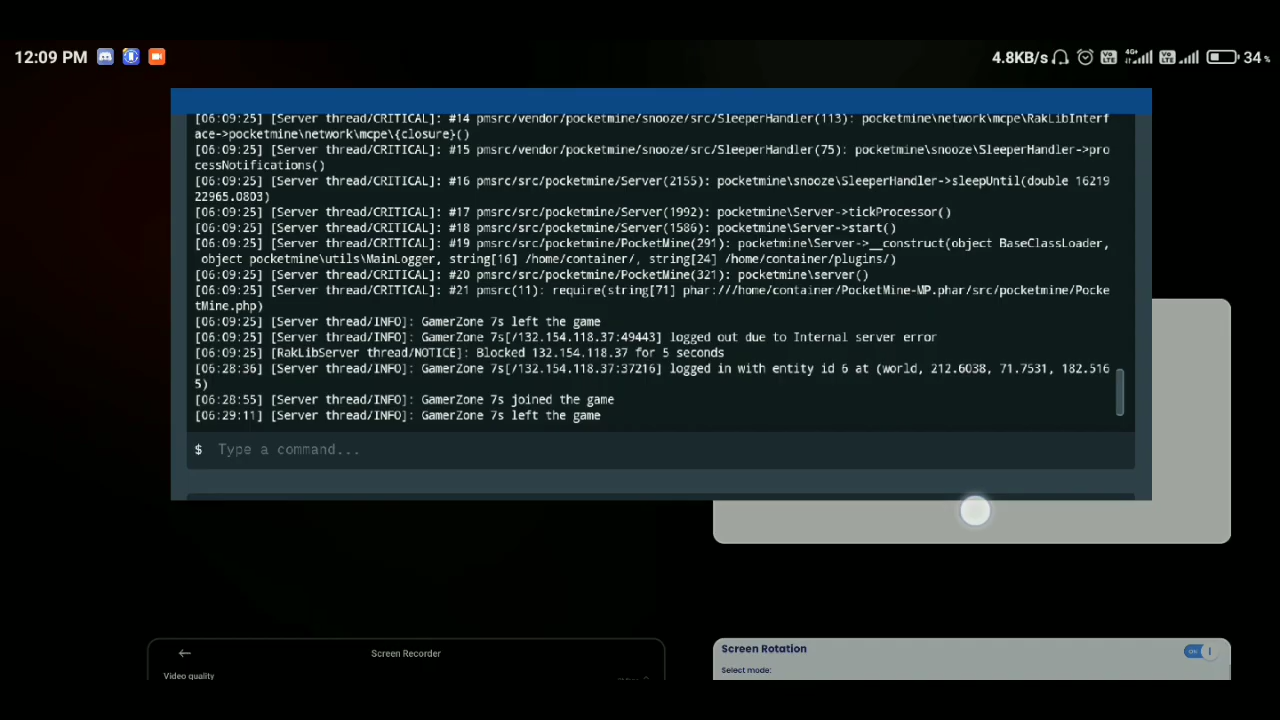 12:09 PM
4.8KB/s
4G+
34%
[06:09:25] [Server thread/CRITICAL]: #14 pmsrc/vendor/pocketmine/snooze/src/SleeperHandler(113): pocketmine\network\mcpe\RakLibInterf
ace->pocketmine\network\mcpe\{closure}()
[06:09:25] [Server thread/CRITICAL]: #15 pmsrc/vendor/pocketmine/snooze/src/SleeperHandler(75): pocketmine\snooze\SleeperHandler->pro
cessNotifications()
[06:09:25] [Server thread/CRITICAL]: #16 pmsrc/src/pocketmine/Server(2155): pocketmine\snooze\SleeperHandler->sleepUntil(double 16219
22965.0803)
[06:09:25] [Server thread/CRITICAL]: #17 pmsrc/src/pocketmine/Server(1992): pocketmine\Server->tickProcessor()
[06:09:25] [Server thread/CRITICAL]: #18 pmsrc/src/pocketmine/Server(1586): pocketmine\Server->start()
[06:09:25] [Server thread/CRITICAL]: #19 pmsrc/src/pocketmine/PocketMine(291): pocketmine\Server->__construct(object BaseClassLoader,
object pocketmine\utils\MainLogger, string[16] /home/container/, string[24] /home/container/plugins/)
[06:09:25] [Server thread/CRITICAL]: #20 pmsrc/src/pocketmine/PocketMine(321): pocketmine\server()
[06:09:25] [Server thread/CRITICAL]: #21 pmsrc(11): require(string[71] phar:///home/container/PocketMine-MP.phar/src/pocketmine/Pocke
tMine.php)
[06:09:25] [Server thread/INFO]: GamerZone 7s left the game
[06:09:25] [Server thread/INFO]: GamerZone 7s[/132.154.118.37:49443] logged out due to Internal server error
[06:09:25] [RakLibServer thread/NOTICE]: Blocked 132.154.118.37 for 5 seconds
[06:28:36] [Server thread/INFO]: GamerZone 7s[/132.154.118.37:37216] logged in with entity id 6 at (world, 212.6038, 71.7531, 182.516
5)
[06:28:55] [Server thread/INFO]: GamerZone 7s joined the game
[06:29:11] [Server thread/INFO]: GamerZone 7s left the game
$ Type a command...
Screen Recorder
Video quality
Screen Rotation
ON
Select mode: